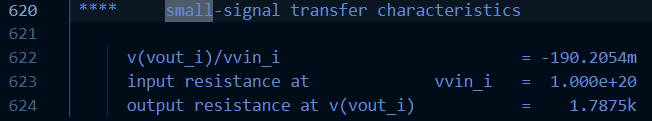 620 **** small-signal transfer characteristics
621
622 v(vout_i)/vvin_i = -190.2054m
623 input resistance at vvin_i = 1.000e+20
624 output resistance at v(vout_i) = 1.7875k